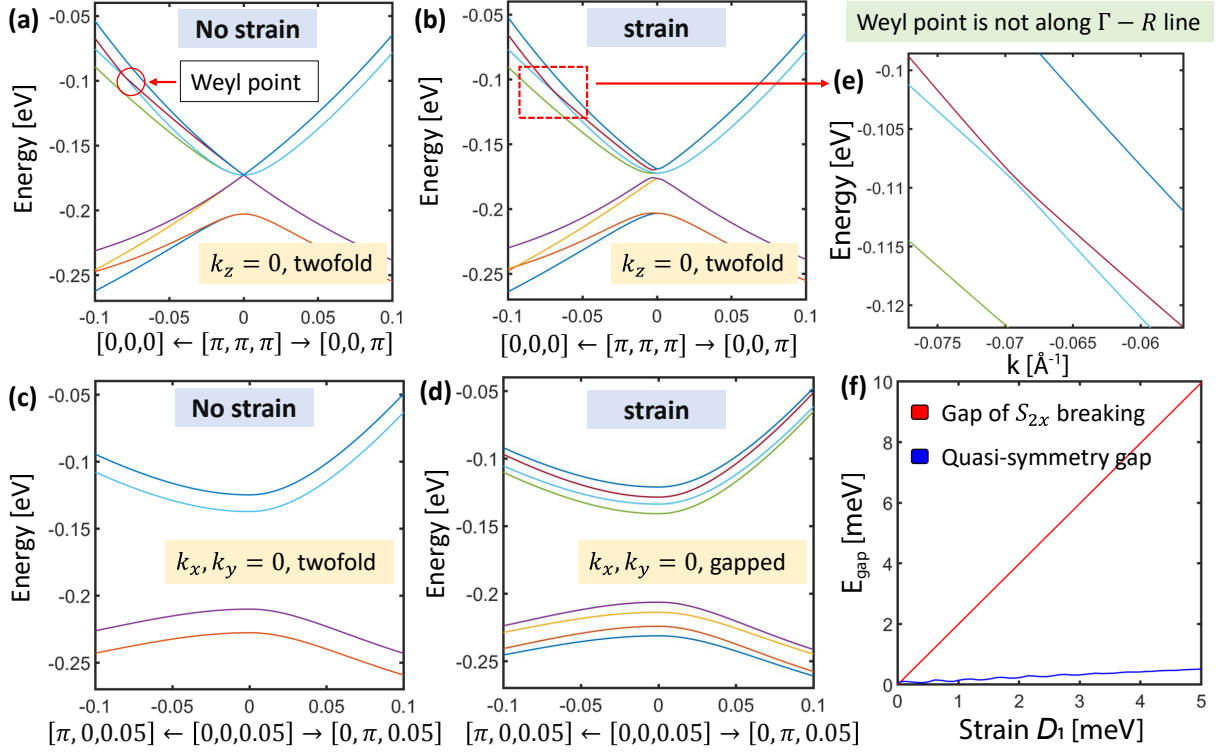 (a)
No strain
Weyl point
Energy [eV]
-0.05
-0.1
-0.15
-0.2
-0.25
𝑘𝑧 = 0, twofold
-0.1 -0.05 0 0.05 0.1
[0,0,0] ← [𝜋, 𝜋, 𝜋] → [0,0, 𝜋]
(b)
strain
Energy [eV]
-0.05
-0.1
-0.15
-0.2
-0.25
𝑘𝑧 = 0, twofold
-0.1 -0.05 0 0.05 0.1
[0,0,0] ← [𝜋, 𝜋, 𝜋] → [0,0, 𝜋]
Weyl point is not along Γ − 𝑅 line
(e)
Energy [eV]
-0.1
-0.105
-0.11
-0.115
-0.12
-0.075 -0.07 -0.065 -0.06
k [Å⁻¹]
(c)
No strain
Energy [eV]
-0.05
-0.1
-0.15
-0.2
-0.25
𝑘𝑥, 𝑘𝑦 = 0, twofold
-0.1 -0.05 0 0.05 0.1
[𝜋, 0,0.05] ← [0,0,0.05] → [0, 𝜋, 0.05]
(d)
strain
Energy [eV]
-0.05
-0.1
-0.15
-0.2
-0.25
𝑘𝑥, 𝑘𝑦 = 0, gapped
-0.1 -0.05 0 0.05 0.1
[𝜋, 0,0.05] ← [0,0,0.05] → [0, 𝜋, 0.05]
(f)
Gap of 𝑆2𝑥 breaking
Quasi-symmetry gap
Egap [meV]
10
8
6
4
2
0
0 1 2 3 4 5
Strain D1 [meV]